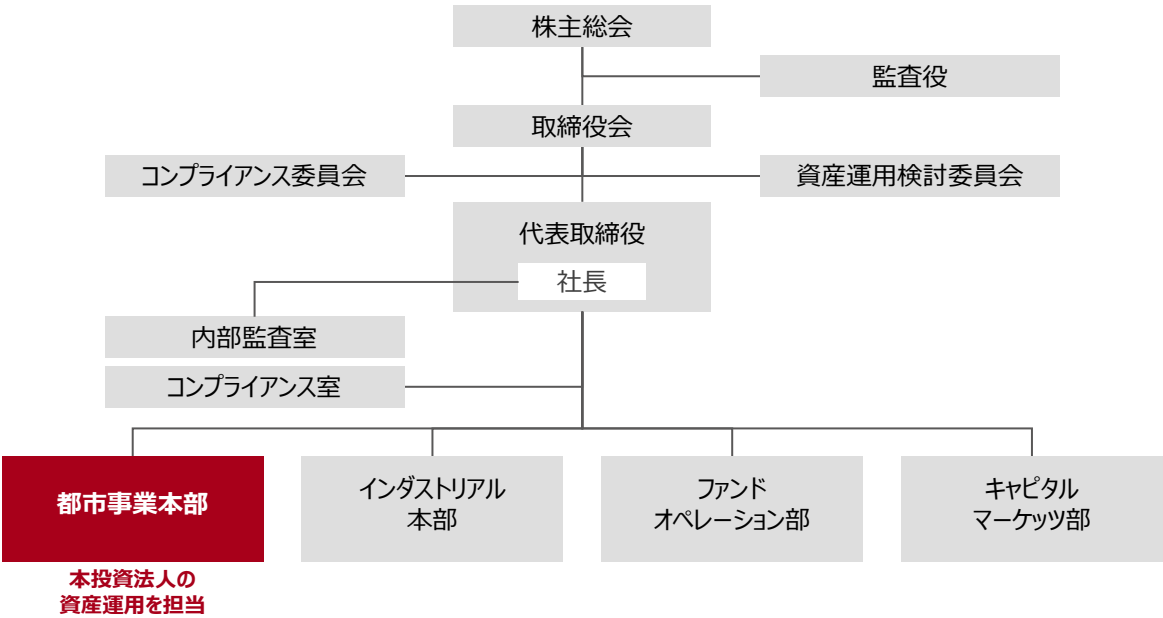 株主総会
監査役
取締役会
コンプライアンス委員会
資産運用検討委員会
代表取締役
社長
内部監査室
コンプライアンス室
都市事業本部
インダストリアル
本部
ファンド
オペレーション部
キャピタル
マーケッツ部
本投資法人の
資産運用を担当